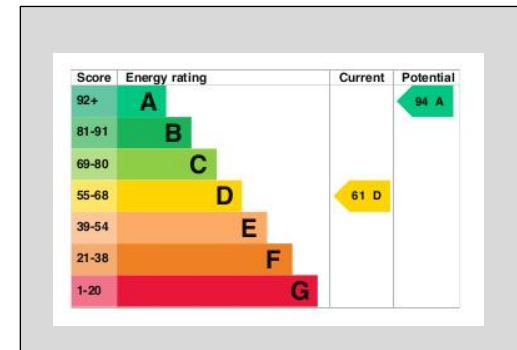 Score Energy rating Current Potential
92+ A 94 A
81-91 B
69-80 C
55-68 D 61 D
39-54 E
21-38 F
1-20 G